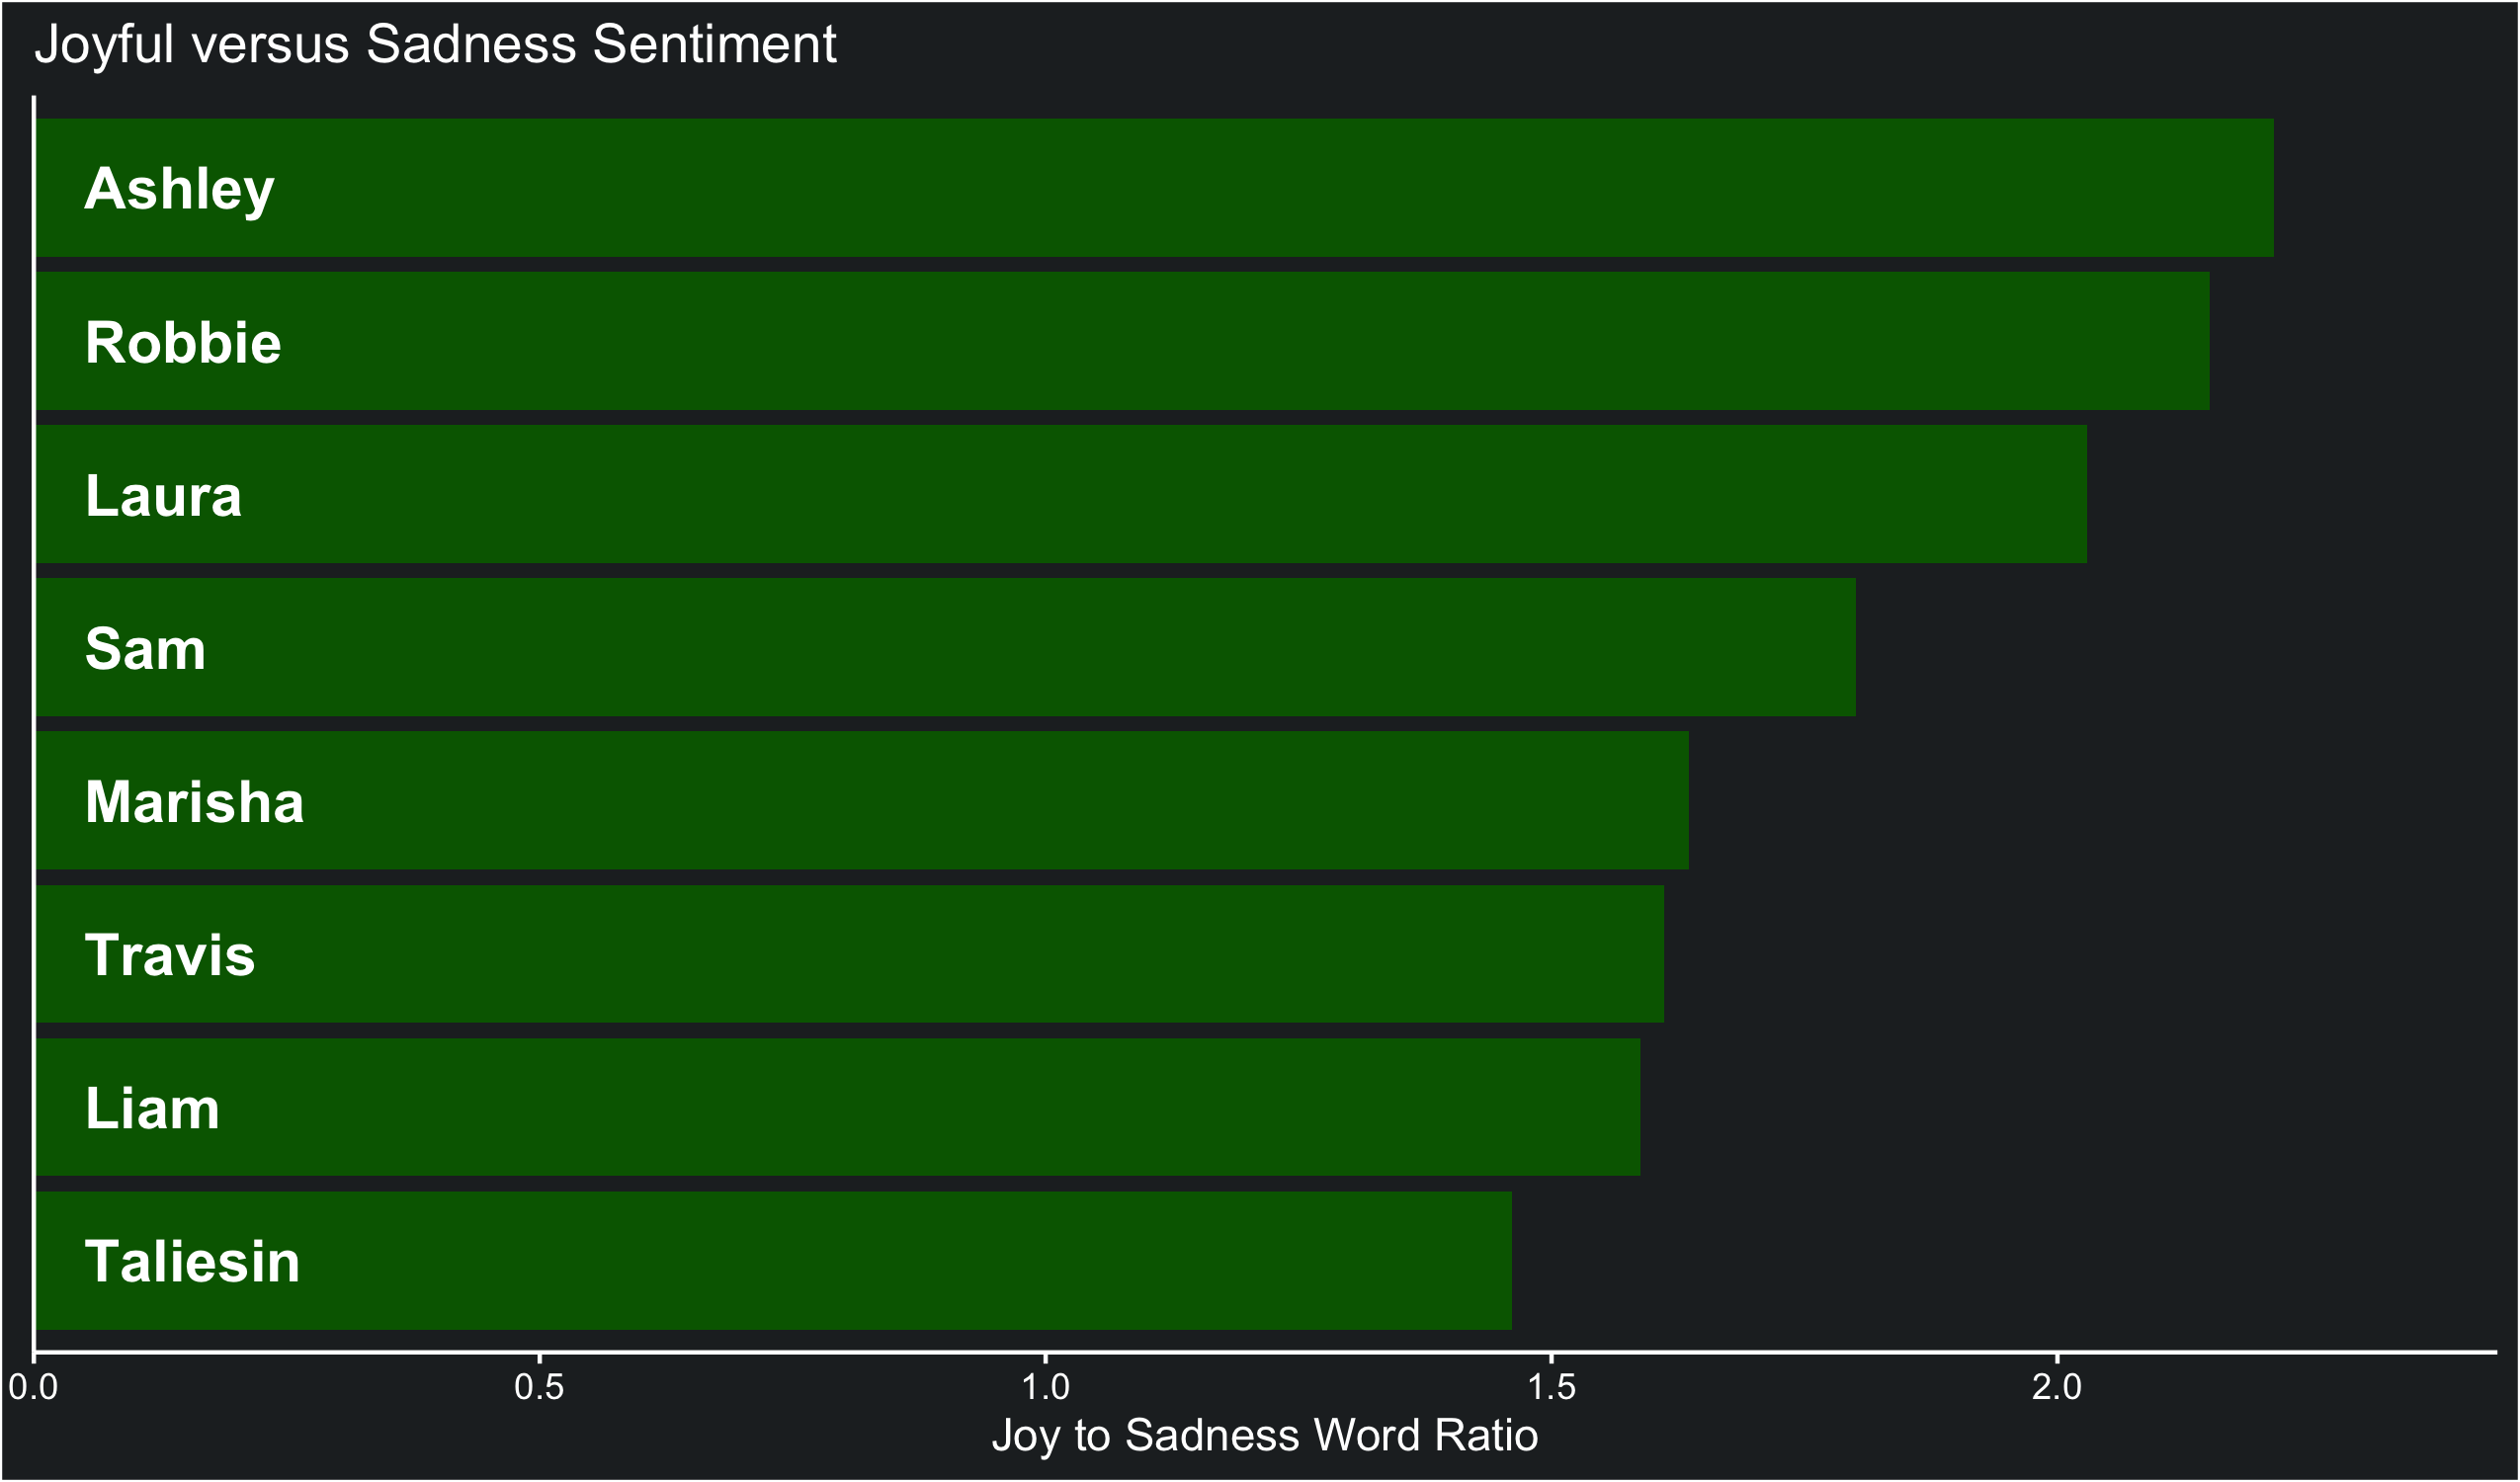 Joyful versus Sadness Sentiment
Ashley
Robbie
Laura
Sam
Marisha
Travis
Liam
Taliesin
0.0 0.5 1.0 1.5 2.0
Joy to Sadness Word Ratio